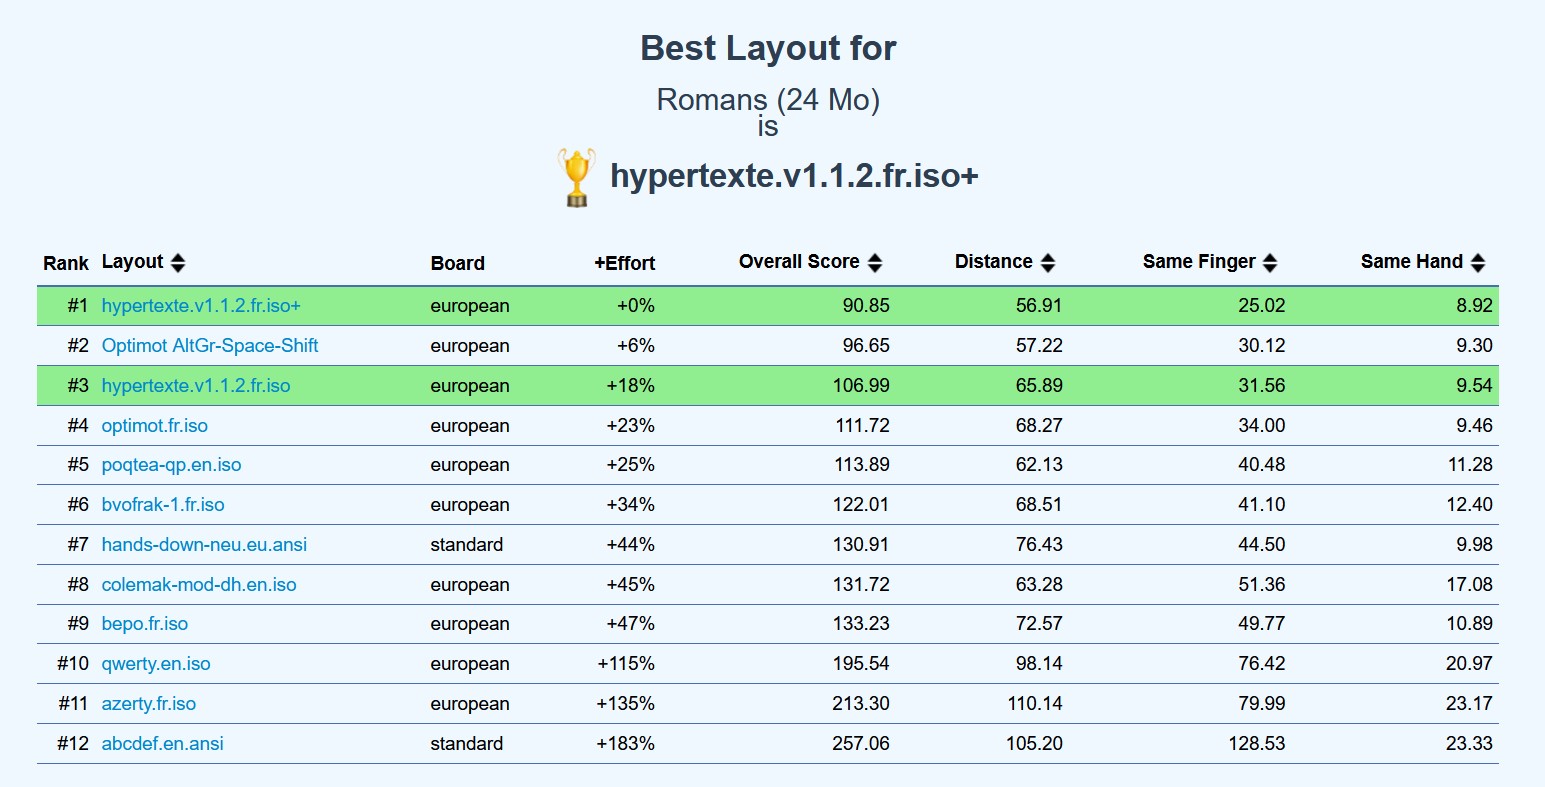 Best Layout for
Romans (24 Mo)
is
hypertexte.v1.1.2.fr.iso+
Rank Layout Board +Effort Overall Score Distance Same Finger Same Hand
#1 hypertexte.v1.1.2.fr.iso+ european +0% 90.85 56.91 25.02 8.92
#2 Optimot AltGr-Space-Shift european +6% 96.65 57.22 30.12 9.30
#3 hypertexte.v1.1.2.fr.iso european +18% 106.99 65.89 31.56 9.54
#4 optimot.fr.iso european +23% 111.72 68.27 34.00 9.46
#5 poqtea-qp.en.iso european +25% 113.89 62.13 40.48 11.28
#6 bvofrak-1.fr.iso european +34% 122.01 68.51 41.10 12.40
#7 hands-down-neu.eu.ansi standard +44% 130.91 76.43 44.50 9.98
#8 colemak-mod-dh.en.iso european +45% 131.72 63.28 51.36 17.08
#9 bepo.fr.iso european +47% 133.23 72.57 49.77 10.89
#10 qwerty.en.iso european +115% 195.54 98.14 76.42 20.97
#11 azerty.fr.iso european +135% 213.30 110.14 79.99 23.17
#12 abcdef.en.ansi standard +183% 257.06 105.20 128.53 23.33